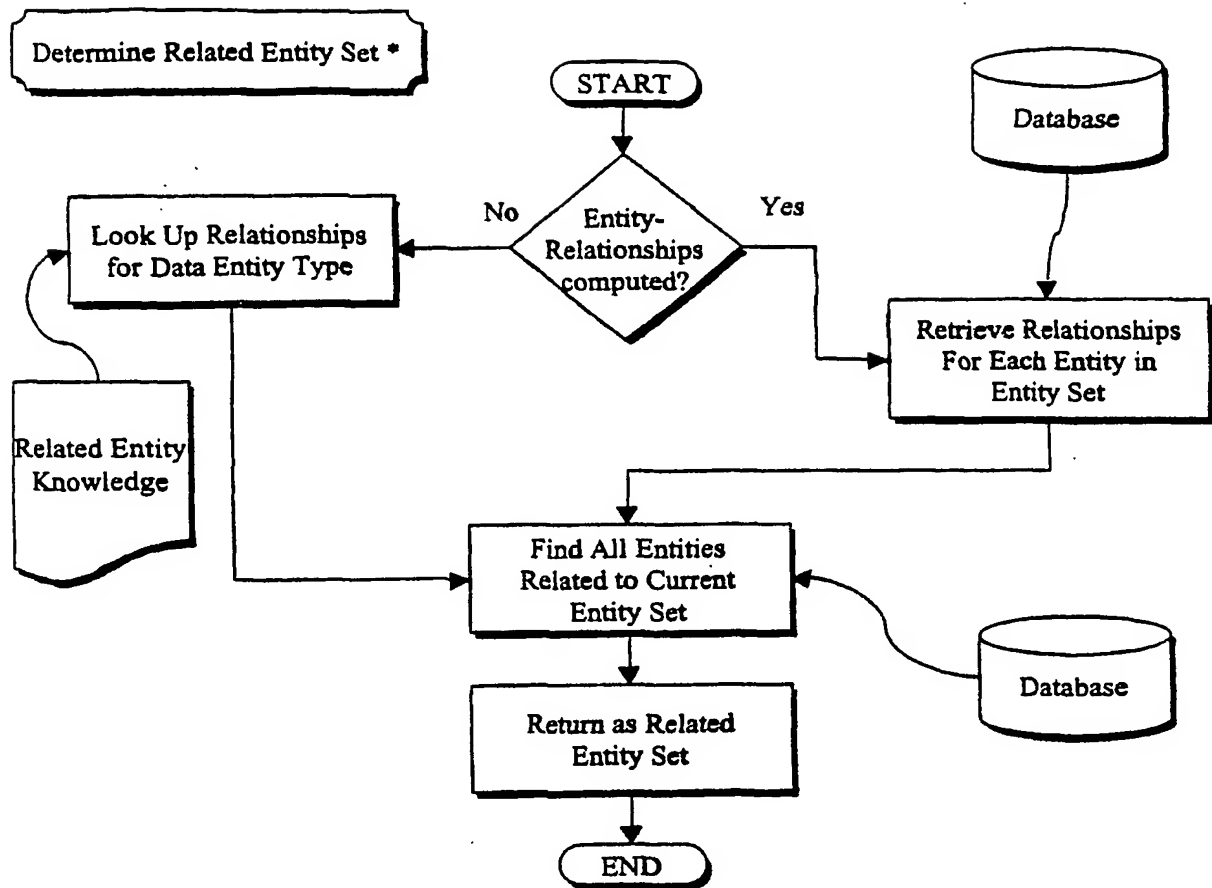 Determine Related Entity Set *
START
Database
No
Yes
Entity-
Relationships
computed?
Look Up Relationships
for Data Entity Type
Retrieve Relationships
For Each Entity in
Entity Set
Related Entity
Knowledge
Find All Entities
Related to Current
Entity Set
Database
Return as Related
Entity Set
END